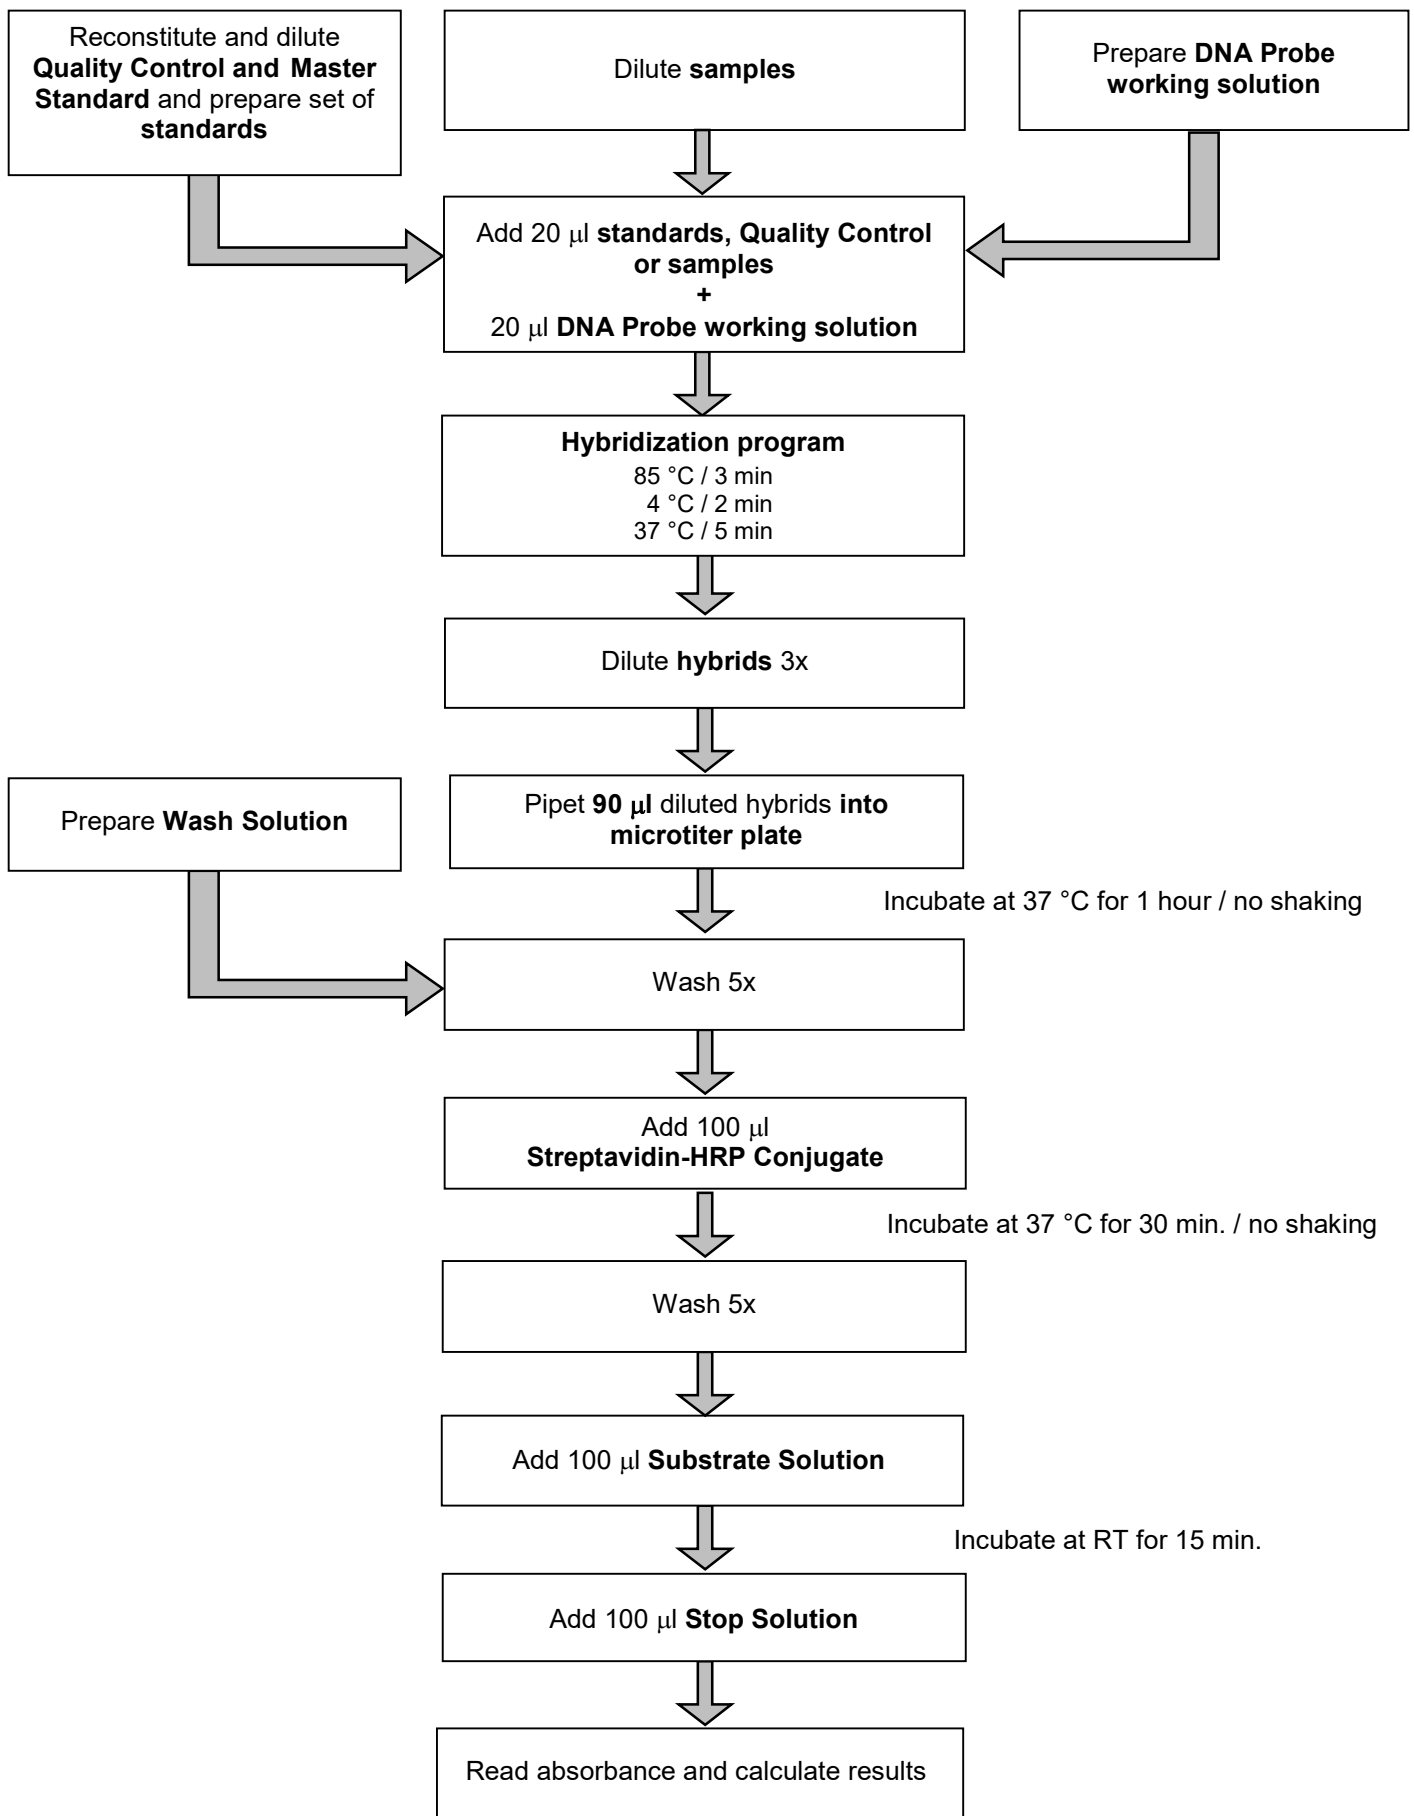 Reconstitute and dilute
Quality Control and Master
Standard and prepare set of
standards
Dilute samples
Prepare DNA Probe
working solution
Add 20 μl standards, Quality Control
or samples
+
20 μl DNA Probe working solution
Hybridization program
85 °C / 3 min
4 °C / 2 min
37 °C / 5 min
Dilute hybrids 3x
Pipet 90 μl diluted hybrids into
microtiter plate
Prepare Wash Solution
Incubate at 37 °C for 1 hour / no shaking
Wash 5x
Add 100 μl
Streptavidin-HRP Conjugate
Incubate at 37 °C for 30 min. / no shaking
Wash 5x
Add 100 μl Substrate Solution
Incubate at RT for 15 min.
Add 100 μl Stop Solution
Read absorbance and calculate results